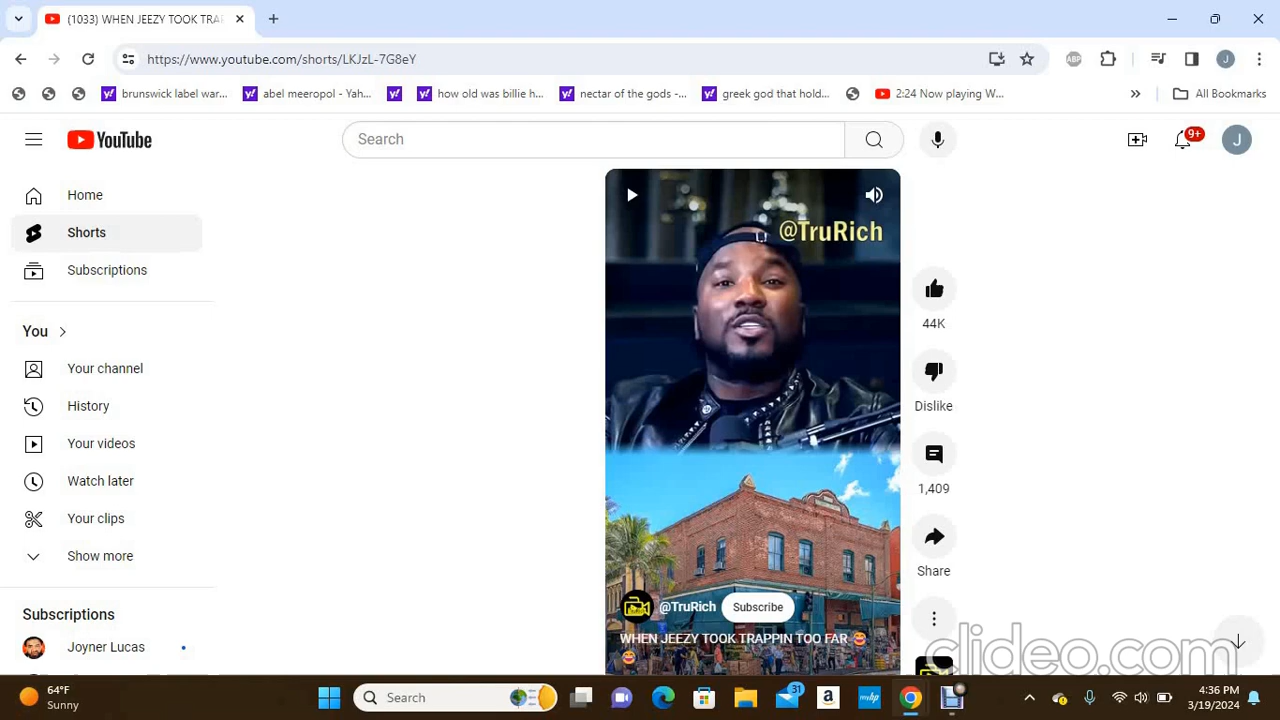 (1033) WHEN JEEZY TOOK TRA
https://www.youtube.com/shorts/LKJzL-7G8eY
ABP
J
brunswick label war...
abel meeropol - Yah...
how old was billie h...
nectar of the gods -...
greek god that hold...
2:24 Now playing W...
All Bookmarks
YouTube
Search
9+
J
Home
Shorts
Subscriptions
You
Your channel
History
Your videos
Watch later
Your clips
Show more
Subscriptions
Joyner Lucas
@TruRich
44K
Dislike
1,409
Share
@TruRich
Subscribe
WHEN JEEZY TOOK TRAPPIN TOO FAR 😄
😄
clideo.com
64°F
Sunny
Search
31
myhp
4:36 PM
3/19/2024